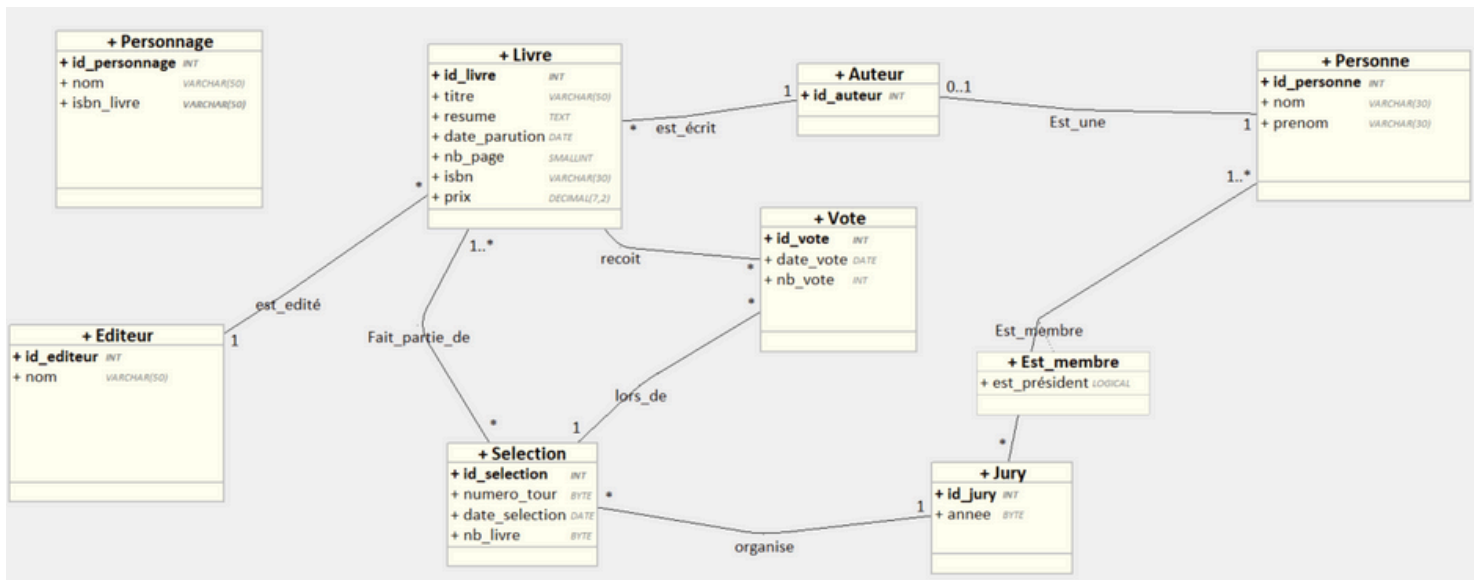 + Personnage
+ id_personnage INT
+ nom VARCHAR(50)
+ isbn_livre VARCHAR(50)
+ Livre
+ id_livre INT
+ titre VARCHAR(50)
+ resume TEXT
+ date_parution DATE
+ nb_page SMALLINT
+ isbn VARCHAR(30)
+ prix DECIMAL(7,2)
+ Auteur
+ id_auteur INT
+ Personne
+ id_personne INT
+ nom VARCHAR(30)
+ prenom VARCHAR(30)
1
* est_écrit
0..1
Est_une
1
1..*
*
1..*
recoit
*
+ Vote
+ id_vote INT
+ date_vote DATE
+ nb_vote INT
*
est_edité
1
Fait_partie_de
+ Editeur
+ id_editeur INT
+ nom VARCHAR(50)
Est_membre
+ Est_membre
+ est_président LOGICAL
lors_de
*
1
*
+ Selection
+ id_selection INT
+ numero_tour BYTE
+ date_selection DATE
+ nb_livre BYTE
*
organise
1
+ Jury
+ id_jury INT
+ annee BYTE